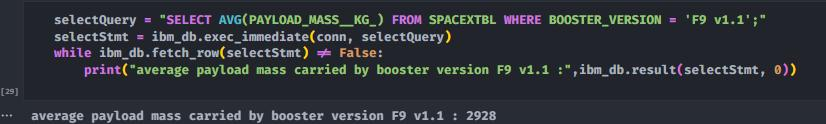 selectQuery = "SELECT AVG(PAYLOAD_MASS__KG_) FROM SPACEXTBL WHERE BOOSTER_VERSION = 'F9 v1.1';"
selectStmt = ibm_db.exec_immediate(conn, selectQuery)
while ibm_db.fetch_row(selectStmt) != False:
    print("average payload mass carried by booster version F9 v1.1 :",ibm_db.result(selectStmt, 0))
[29]
... average payload mass carried by booster version F9 v1.1 : 2928